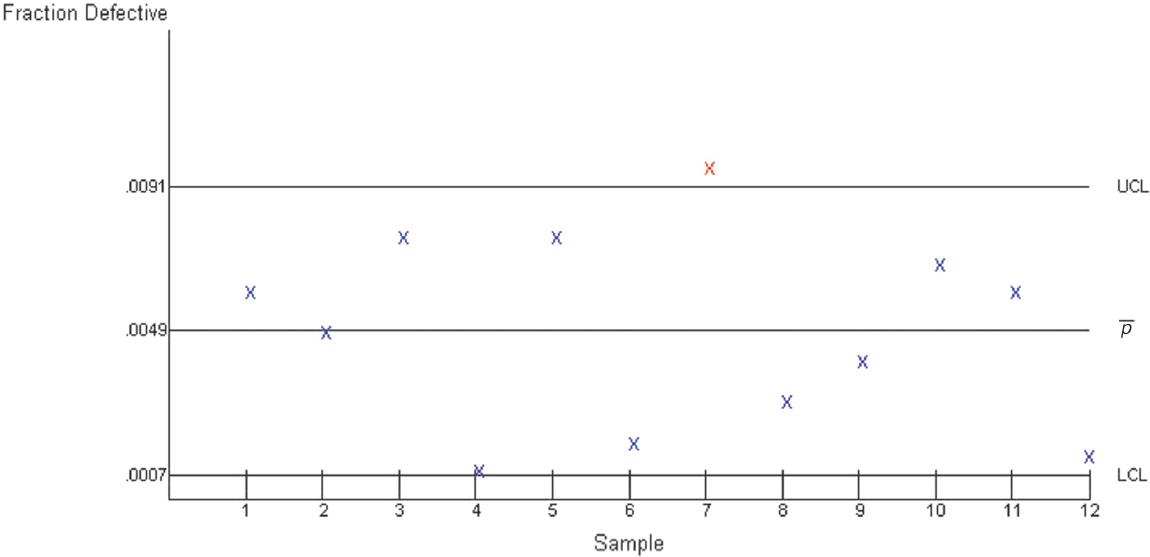 Fraction Defective
.0091
UCL
.0049
p̅
.0007
LCL
1 2 3 4 5 6 7 8 9 10 11 12
Sample